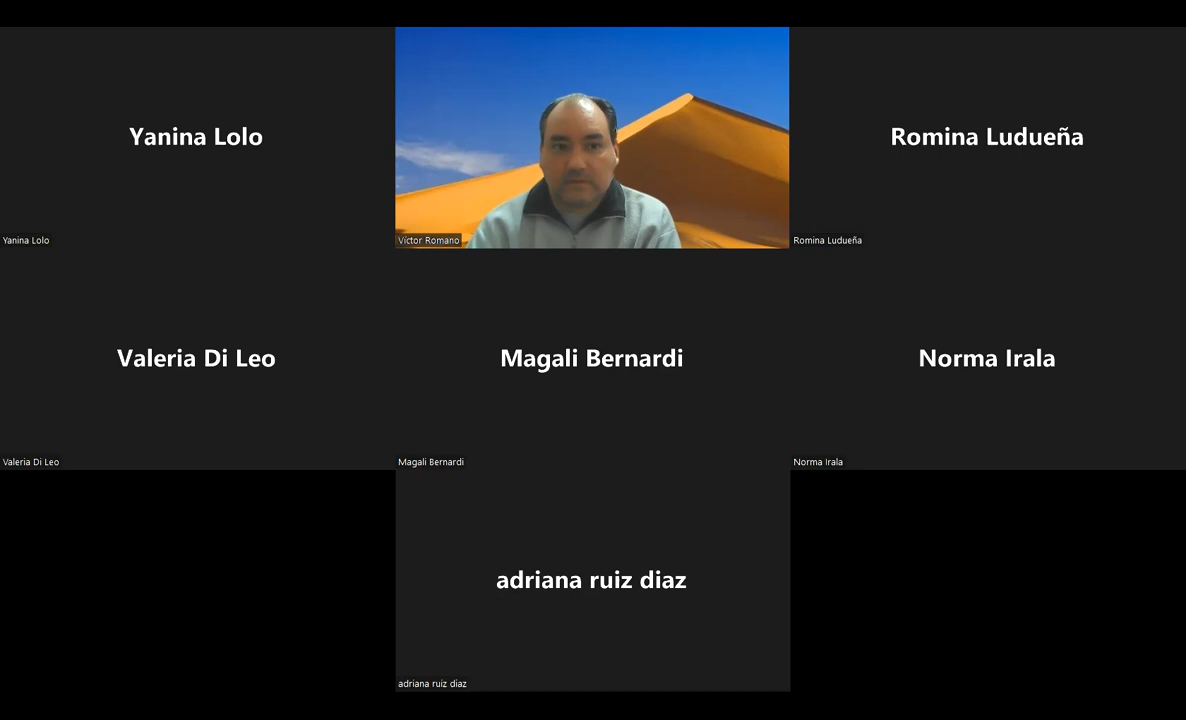 Yanina Lolo
Yanina Lolo
Víctor Romano
Romina Ludueña
Romina Ludueña
Valeria Di Leo
Valeria Di Leo
Magali Bernardi
Magali Bernardi
Norma Irala
Norma Irala
adriana ruiz diaz
adriana ruiz diaz